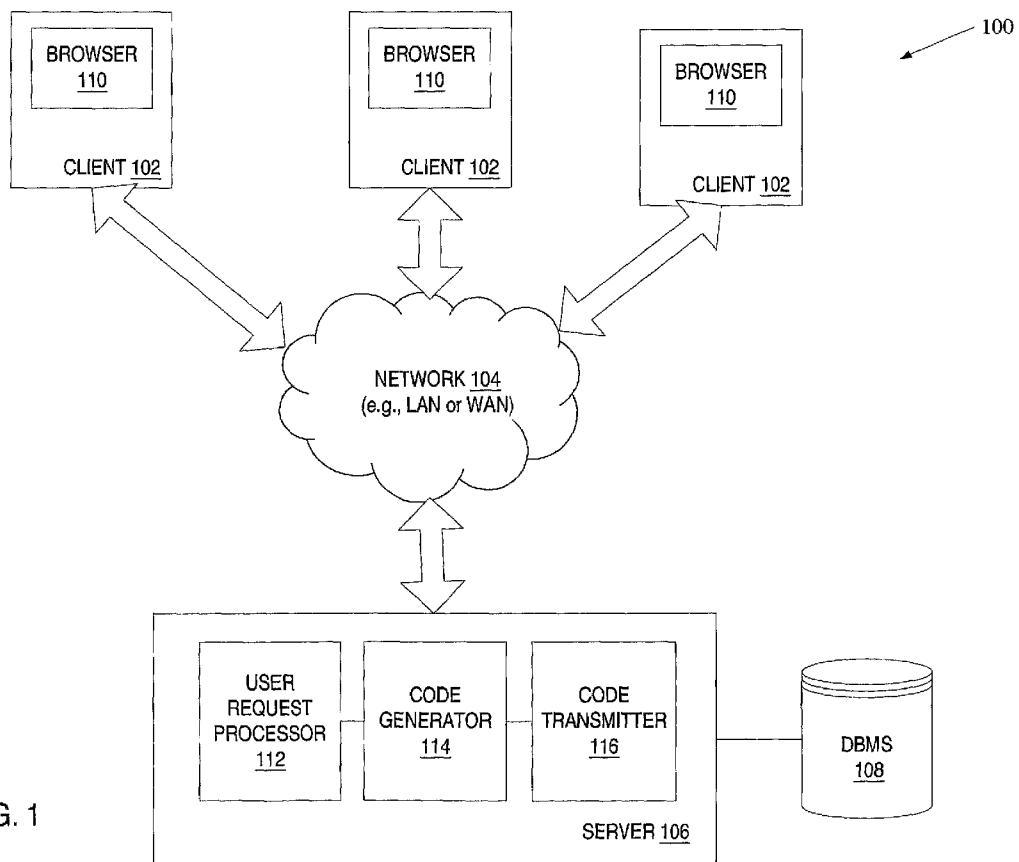 100
BROWSER
110
CLIENT 102
BROWSER
110
CLIENT 102
BROWSER
110
CLIENT 102
NETWORK 104
(e.g., LAN or WAN)
USER
REQUEST
PROCESSOR
112
CODE
GENERATOR
114
CODE
TRANSMITTER
116
SERVER 106
DBMS
108
G. 1